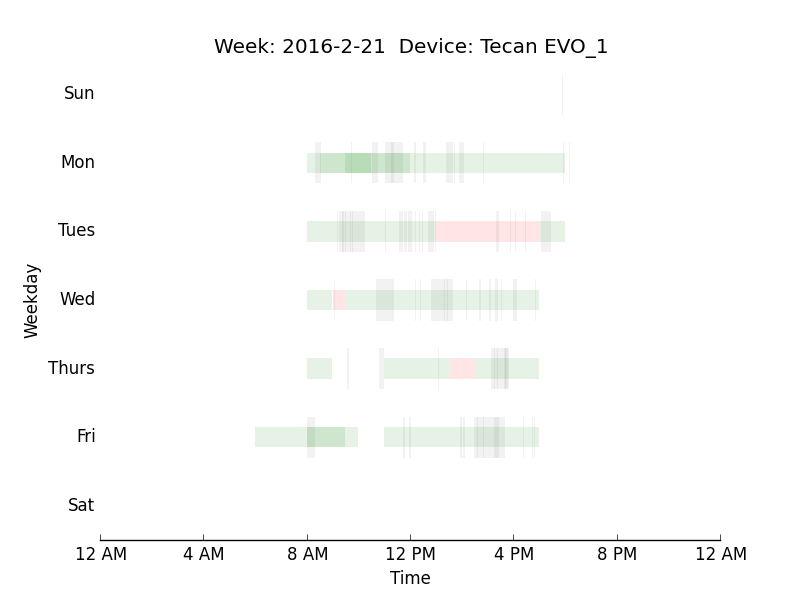 Week: 2016-2-21  Device: Tecan EVO_1
Sun
Mon
Tues
Wed
Thurs
Fri
Sat
Weekday
12 AM
4 AM
8 AM
12 PM
4 PM
8 PM
12 AM
Time